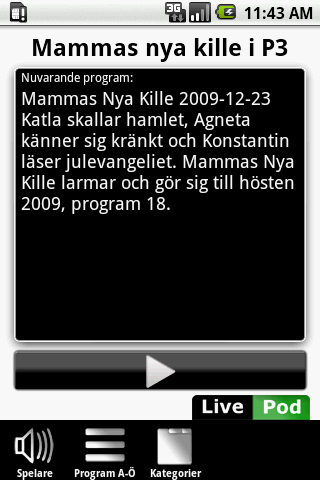 3G
11:43 AM
Mammas nya kille i P3
Nuvarande program:
Mammas Nya Kille 2009-12-23
Katla skallar hamlet, Agneta
känner sig kränkt och Konstantin
läser julevangeliet. Mammas Nya
Kille larmar och gör sig till hösten
2009, program 18.
Live Pod
Spelare Program A-Ö Kategorier